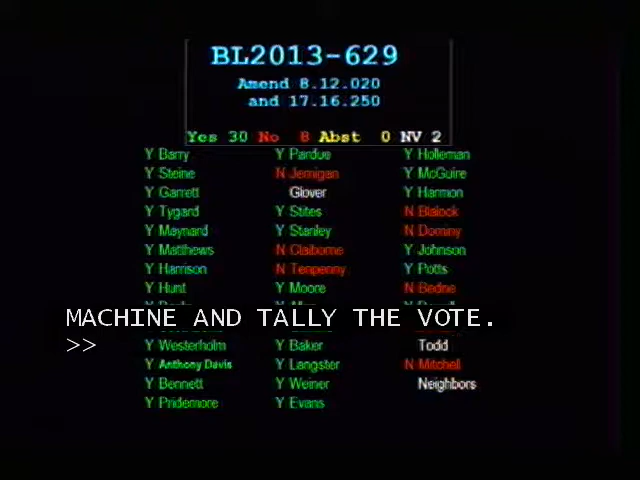 BL2013-629
Amend 8.12.020
and 17.16.250
Yes 30 No 8 Abst 0 NV 2
Y Barry Y Pardue Y Holleman
Y Steine N Jernigan Y McGuire
Y Garrett Glover Y Harmon
Y Tygard Y Stites N Blalock
Y Maynard Y Stanley N Dominy
Y Matthews N Claiborne Y Johnson
Y Harrison N Tenpenny Y Potts
Y Hunt Y Moore N Bedne
MACHINE AND TALLY THE VOTE.
>>
Y Westerholm Y Baker Todd
Y Anthony Davis Y Langster N Mitchell
Y Bennett Y Weiner Neighbors
Y Pridemore Y Evans